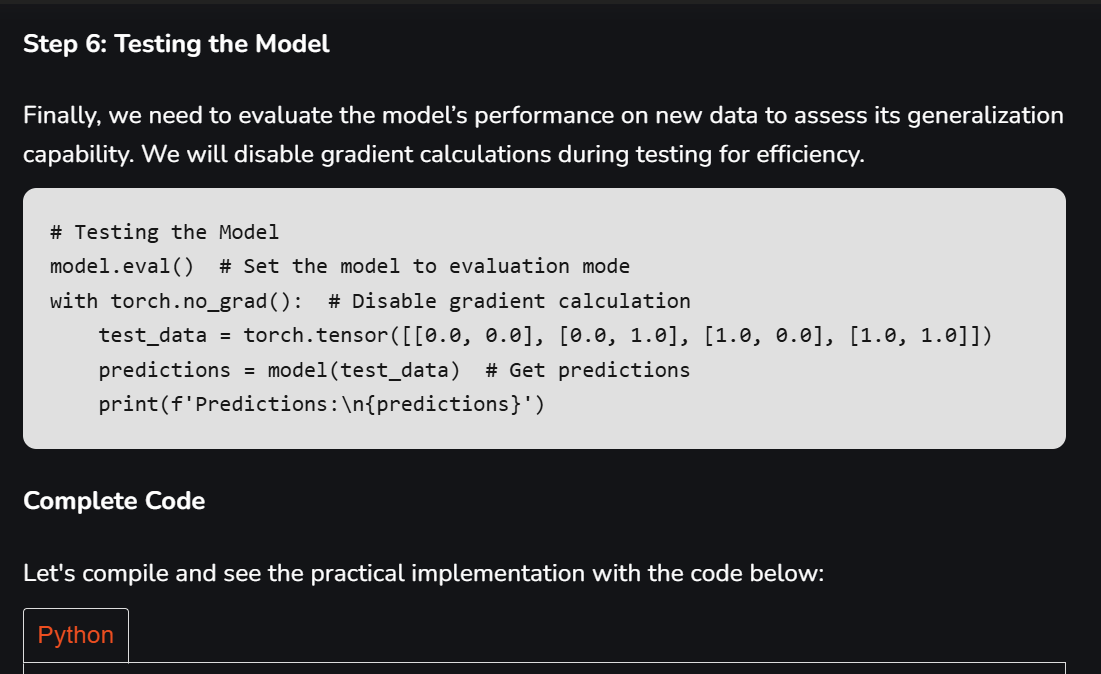 Step 6: Testing the Model
Finally, we need to evaluate the model’s performance on new data to assess its generalization
capability. We will disable gradient calculations during testing for efficiency.
# Testing the Model
model.eval()  # Set the model to evaluation mode
with torch.no_grad():  # Disable gradient calculation
    test_data = torch.tensor([[0.0, 0.0], [0.0, 1.0], [1.0, 0.0], [1.0, 1.0]])
    predictions = model(test_data)  # Get predictions
    print(f'Predictions:\n{predictions}')
Complete Code
Let's compile and see the practical implementation with the code below:
Python